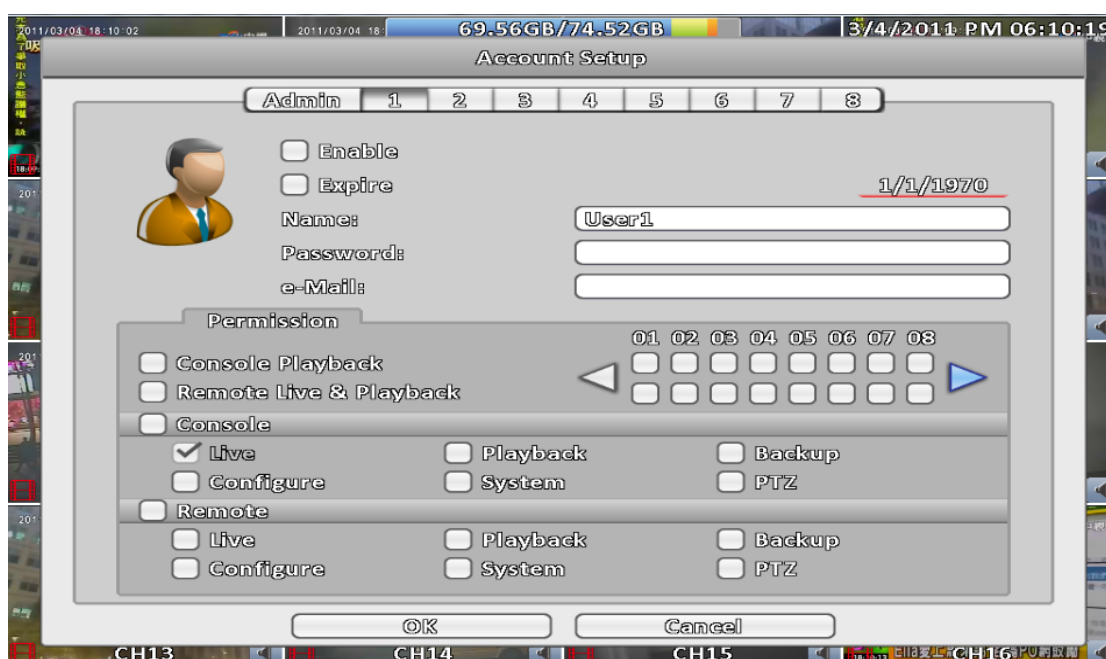 2011/03/04 18:10:02
2011/03/04 18:
69.56GB/74.52GB
3/4/2011 PM 06:10:19
Account Setup
Admin 1 2 3 4 5 6 7 8
Enable
Expire 1/1/1970
Name: User1
Password:
e-Mail:
Permission
01 02 03 04 05 06 07 08
Console Playback
Remote Live & Playback
Console
Live Playback Backup
Configure System PTZ
Remote
Live Playback Backup
Configure System PTZ
OK Cancel
CH13 CH14 CH15 CH16